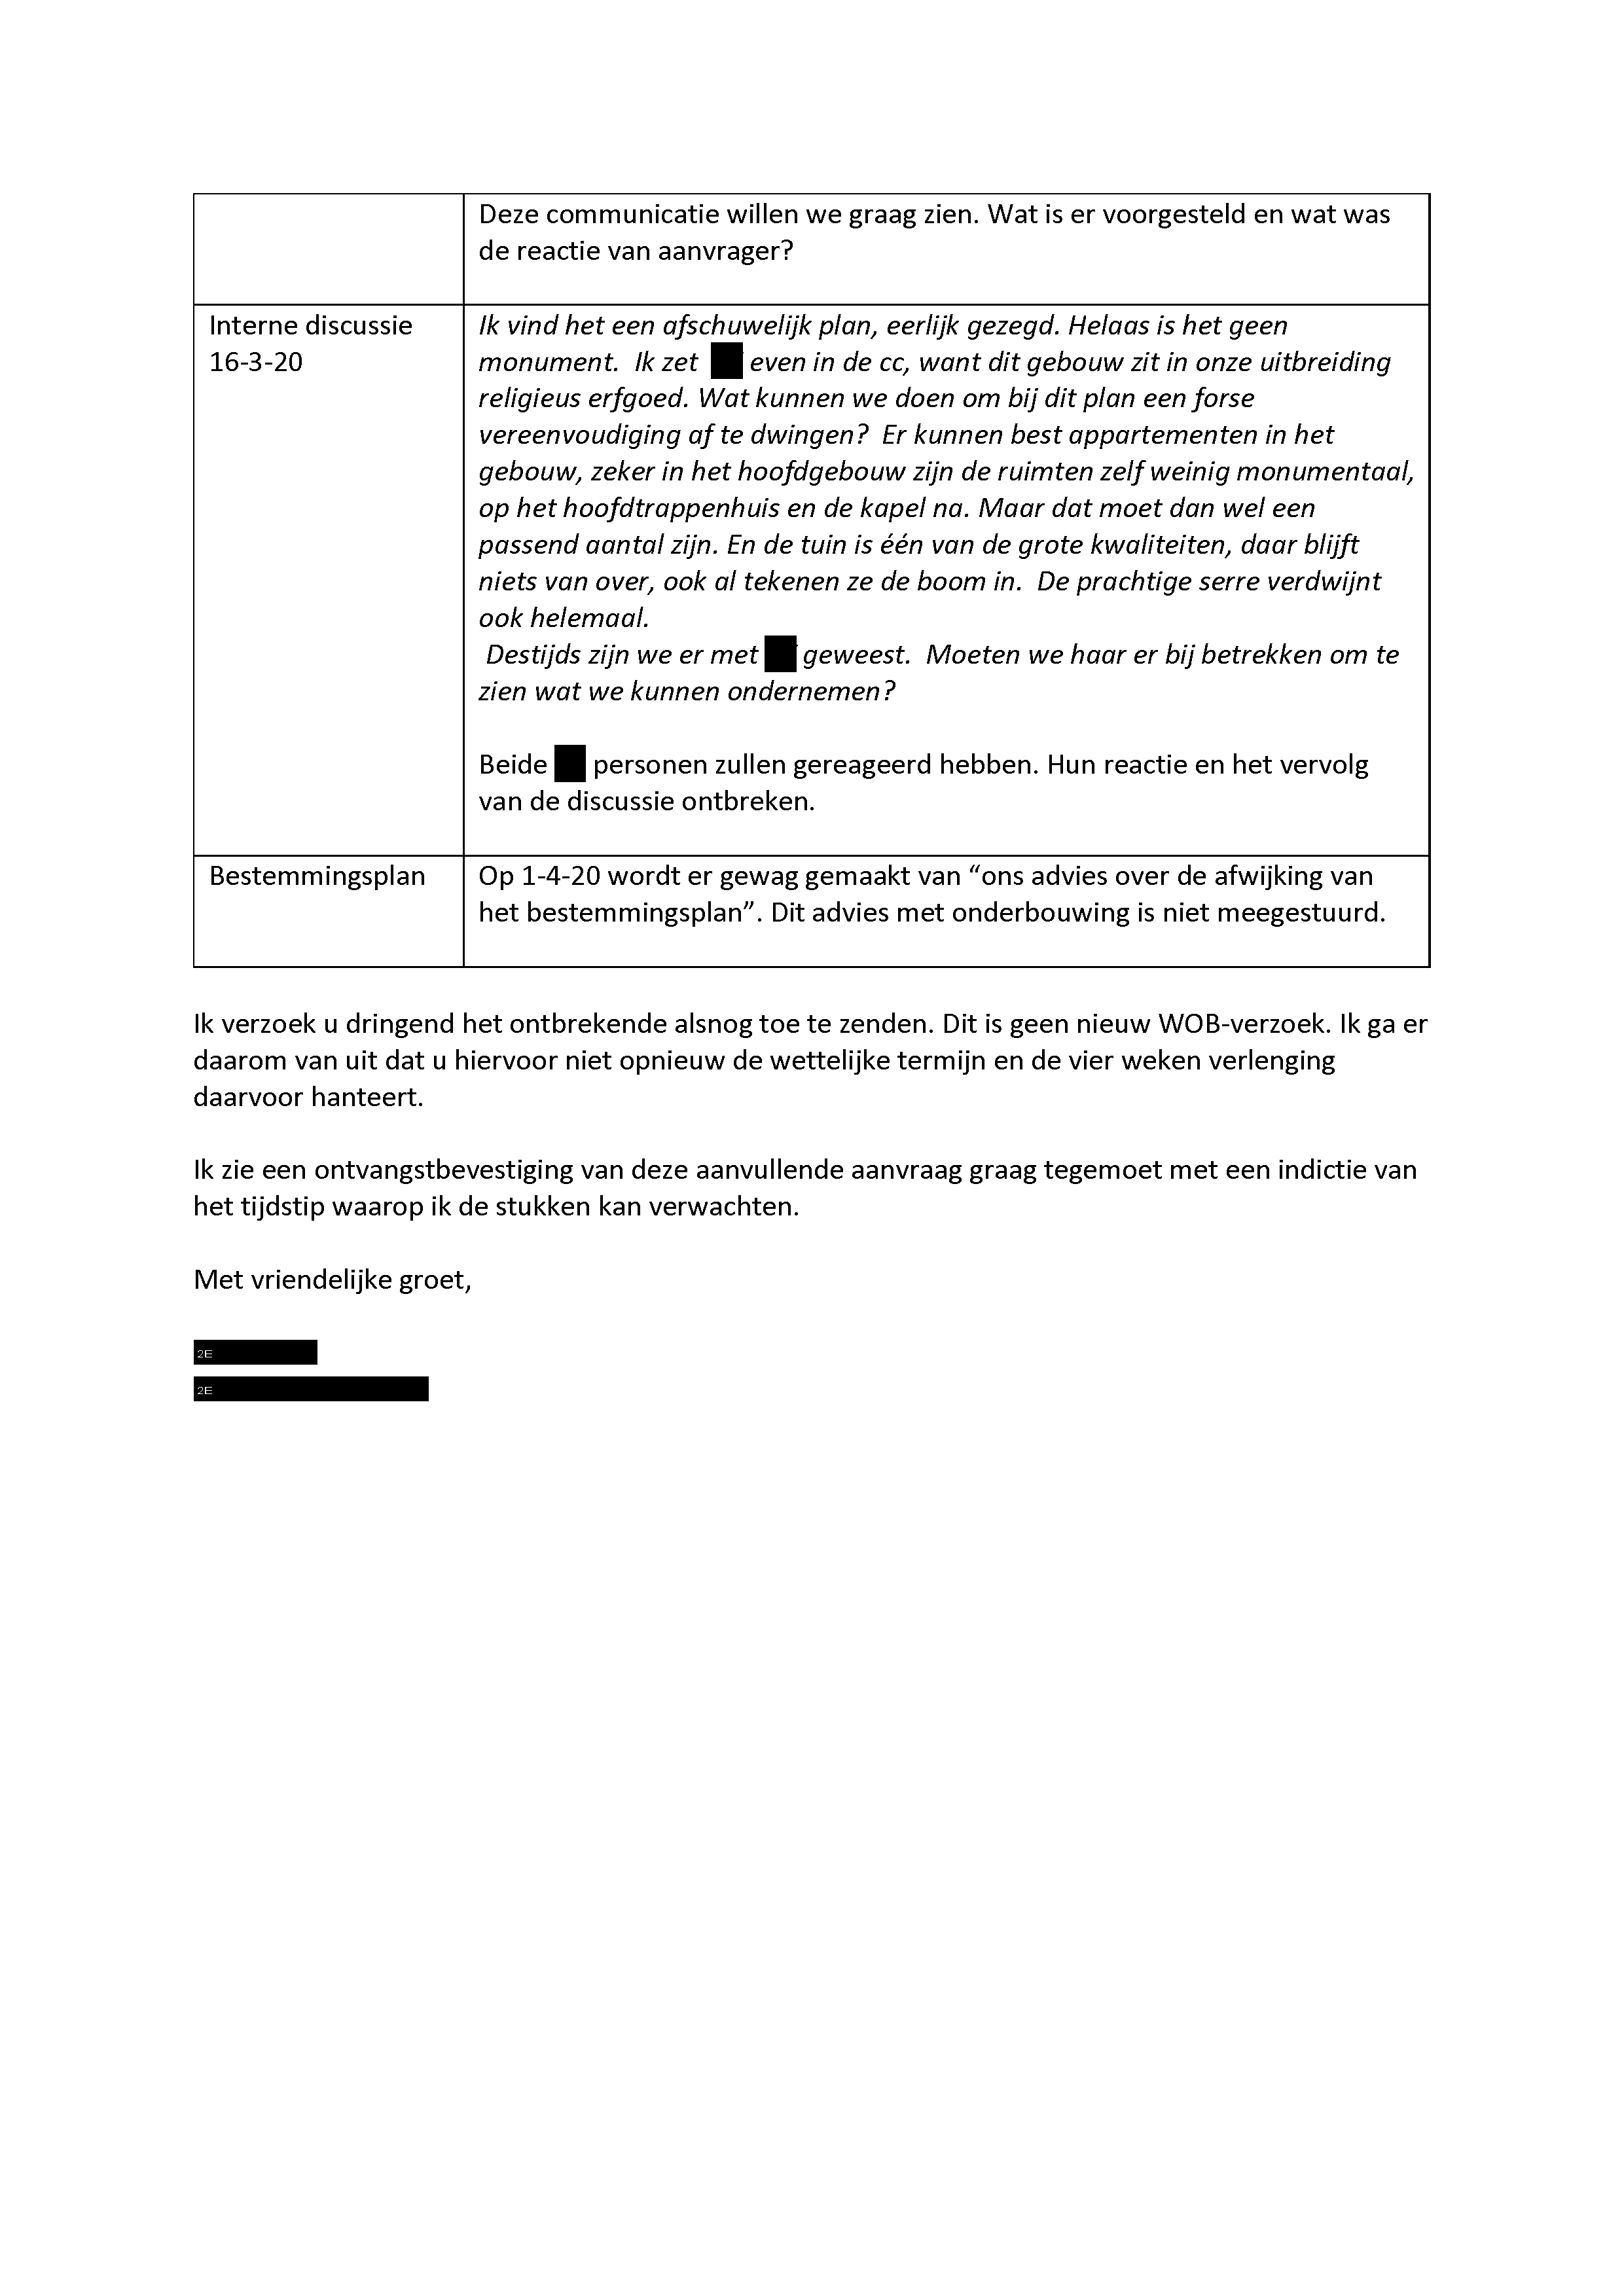 Deze communicatie willen we graag zien. Wat is er voorgesteld en wat was
de reactie van aanvrager?
Interne discussie
16-3-20
Ik vind het een afschuwelijk plan, eerlijk gezegd. Helaas is het geen
monument.  Ik zet even in de cc, want dit gebouw zit in onze uitbreiding
religieus erfgoed. Wat kunnen we doen om bij dit plan een forse
vereenvoudiging af te dwingen?  Er kunnen best appartementen in het
gebouw, zeker in het hoofdgebouw zijn de ruimten zelf weinig monumentaal,
op het hoofdtrappenhuis en de kapel na. Maar dat moet dan wel een
passend aantal zijn. En de tuin is één van de grote kwaliteiten, daar blijft
niets van over, ook al tekenen ze de boom in.  De prachtige serre verdwijnt
ook helemaal.
Destijds zijn we er met geweest.  Moeten we haar er bij betrekken om te
zien wat we kunnen ondernemen?
Beide personen zullen gereageerd hebben. Hun reactie en het vervolg
van de discussie ontbreken.
Bestemmingsplan
Op 1-4-20 wordt er gewag gemaakt van “ons advies over de afwijking van
het bestemmingsplan”. Dit advies met onderbouwing is niet meegestuurd.
Ik verzoek u dringend het ontbrekende alsnog toe te zenden. Dit is geen nieuw WOB-verzoek. Ik ga er
daarom van uit dat u hiervoor niet opnieuw de wettelijke termijn en de vier weken verlenging
daarvoor hanteert.
Ik zie een ontvangstbevestiging van deze aanvullende aanvraag graag tegemoet met een indictie van
het tijdstip waarop ik de stukken kan verwachten.
Met vriendelijke groet,
2E
2E